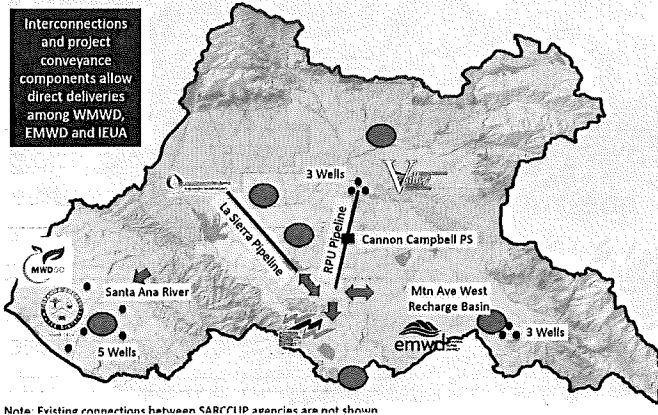 Interconnections
and project
conveyance
components allow
direct deliveries
among WMWD,
EMWD and IEUA
3 Wells
La Sierra Pipeline
RPU Pipeline
Cannon Campbell PS
MWDOC
Santa Ana River
5 Wells
Mtn Ave West
Recharge Basin
emwd
3 Wells
Note: Existing connections between SARCCUP agencies are not shown